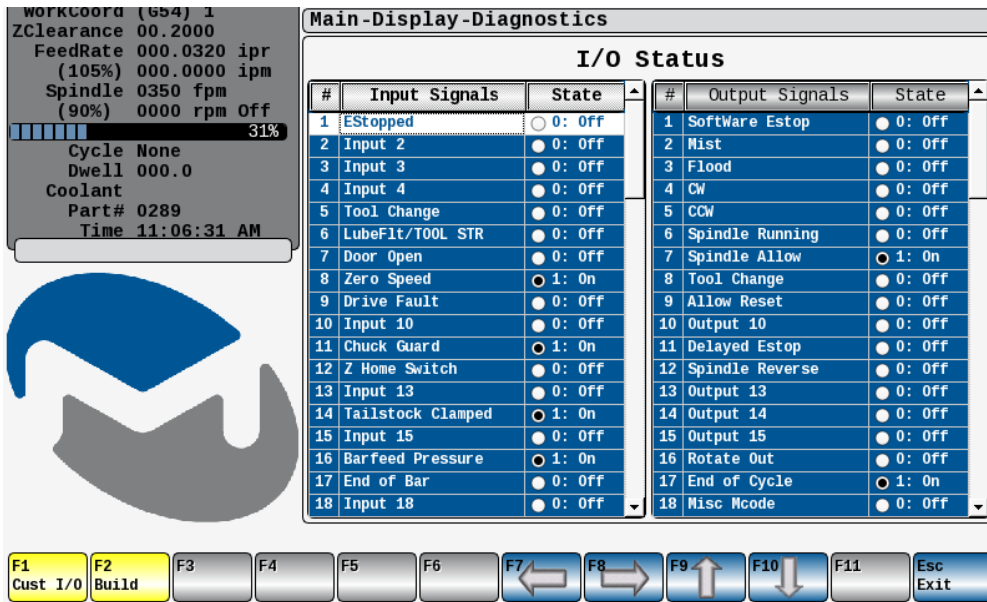 WorkCoord (G54) 1
ZClearance 00.2000
FeedRate 000.0320 ipr
(105%) 000.0000 ipm
Spindle 0350 fpm
(90%) 0000 rpm Off
31%
Cycle None
Dwell 000.0
Coolant
Part# 0289
Time 11:06:31 AM
Main-Display-Diagnostics
I/O Status
# Input Signals State
1 EStopped 0: Off
2 Input 2 0: Off
3 Input 3 0: Off
4 Input 4 0: Off
5 Tool Change 0: Off
6 LubeFlt/TOOL STR 0: Off
7 Door Open 0: Off
8 Zero Speed 1: On
9 Drive Fault 0: Off
10 Input 10 0: Off
11 Chuck Guard 1: On
12 Z Home Switch 0: Off
13 Input 13 0: Off
14 Tailstock Clamped 1: On
15 Input 15 0: Off
16 Barfeed Pressure 1: On
17 End of Bar 0: Off
18 Input 18 0: Off
# Output Signals State
1 SoftWare Estop 0: Off
2 Mist 0: Off
3 Flood 0: Off
4 CW 0: Off
5 CCW 0: Off
6 Spindle Running 0: Off
7 Spindle Allow 1: On
8 Tool Change 0: Off
9 Allow Reset 0: Off
10 Output 10 0: Off
11 Delayed Estop 0: Off
12 Spindle Reverse 0: Off
13 Output 13 0: Off
14 Output 14 0: Off
15 Output 15 0: Off
16 Rotate Out 0: Off
17 End of Cycle 1: On
18 Misc Mcode 0: Off
F1 Cust I/O
F2 Build
F3
F4
F5
F6
F7
F8
F9
F10
F11
Esc Exit